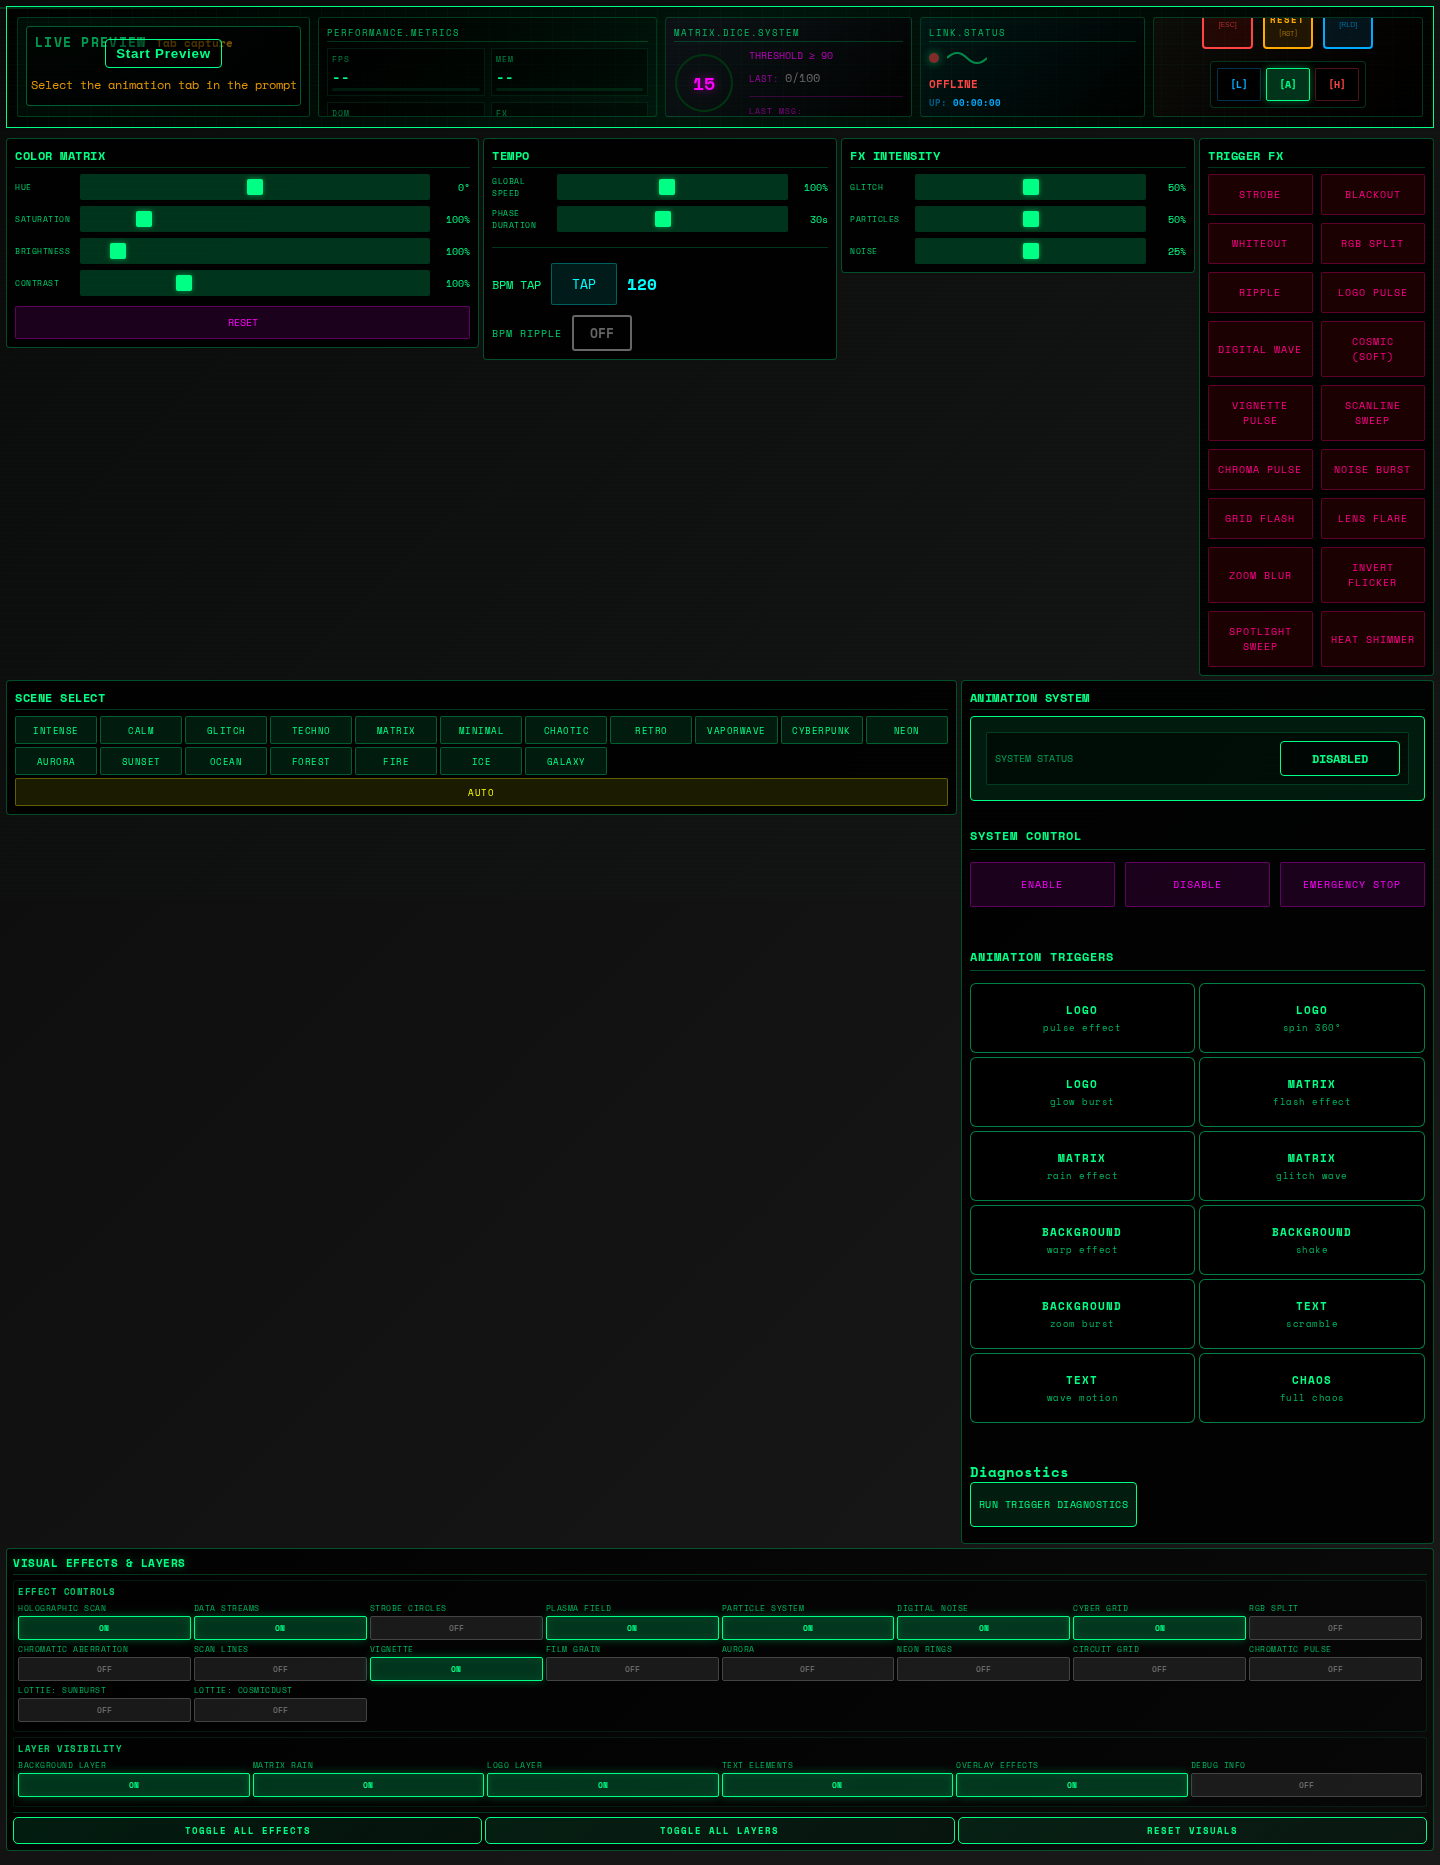 LIVE PREVIEW Tab capture
Start Preview
Select the animation tab in the prompt
PERFORMANCE.METRICS
FPS
--
MEM
--
DOM
FX
MATRIX.DICE.SYSTEM
15
THRESHOLD ≥ 90
LAST: 0/100
LAST MSG:
LINK.STATUS
OFFLINE
UP: 00:00:00
[ESC]
RESET
[RST]
[RLD]
[L]
[A]
[H]
COLOR MATRIX
HUE
0°
SATURATION
100%
BRIGHTNESS
100%
CONTRAST
100%
RESET
TEMPO
GLOBAL
SPEED
100%
PHASE
DURATION
30s
BPM TAP
TAP
120
BPM RIPPLE
OFF
FX INTENSITY
GLITCH
50%
PARTICLES
50%
NOISE
25%
TRIGGER FX
STROBE
BLACKOUT
WHITEOUT
RGB SPLIT
RIPPLE
LOGO PULSE
DIGITAL WAVE
COSMIC
(SOFT)
VIGNETTE
PULSE
SCANLINE
SWEEP
CHROMA PULSE
NOISE BURST
GRID FLASH
LENS FLARE
ZOOM BLUR
INVERT
FLICKER
SPOTLIGHT
SWEEP
HEAT SHIMMER
SCENE SELECT
INTENSE
CALM
GLITCH
TECHNO
MATRIX
MINIMAL
CHAOTIC
RETRO
VAPORWAVE
CYBERPUNK
NEON
AURORA
SUNSET
OCEAN
FOREST
FIRE
ICE
GALAXY
AUTO
ANIMATION SYSTEM
SYSTEM STATUS
DISABLED
SYSTEM CONTROL
ENABLE
DISABLE
EMERGENCY STOP
ANIMATION TRIGGERS
LOGO
pulse effect
LOGO
spin 360°
LOGO
glow burst
MATRIX
flash effect
MATRIX
rain effect
MATRIX
glitch wave
BACKGROUND
warp effect
BACKGROUND
shake
BACKGROUND
zoom burst
TEXT
scramble
TEXT
wave motion
CHAOS
full chaos
Diagnostics
RUN TRIGGER DIAGNOSTICS
VISUAL EFFECTS & LAYERS
EFFECT CONTROLS
HOLOGRAPHIC SCAN
ON
DATA STREAMS
ON
STROBE CIRCLES
OFF
PLASMA FIELD
ON
PARTICLE SYSTEM
ON
DIGITAL NOISE
ON
CYBER GRID
ON
RGB SPLIT
OFF
CHROMATIC ABERRATION
OFF
SCAN LINES
OFF
VIGNETTE
ON
FILM GRAIN
OFF
AURORA
OFF
NEON RINGS
OFF
CIRCUIT GRID
OFF
CHROMATIC PULSE
OFF
LOTTIE: SUNBURST
OFF
LOTTIE: COSMICDUST
OFF
LAYER VISIBILITY
BACKGROUND LAYER
ON
MATRIX RAIN
ON
LOGO LAYER
ON
TEXT ELEMENTS
ON
OVERLAY EFFECTS
ON
DEBUG INFO
OFF
TOGGLE ALL EFFECTS
TOGGLE ALL LAYERS
RESET VISUALS